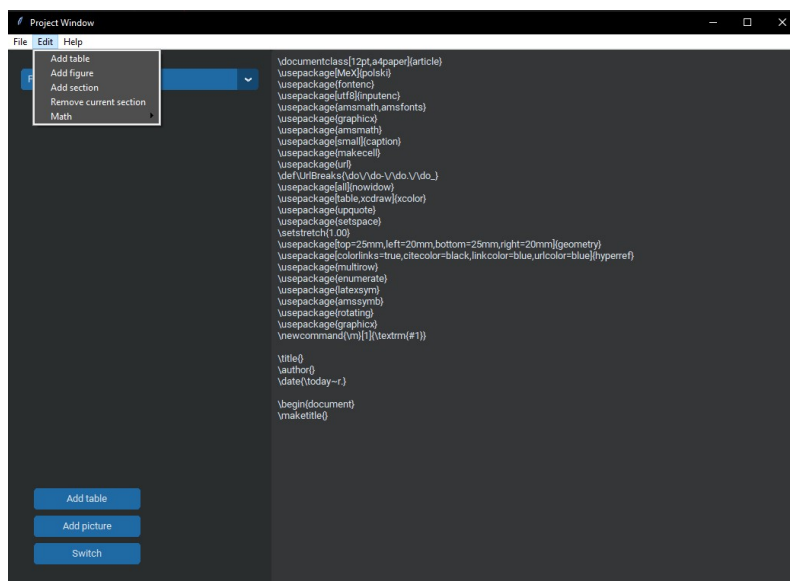 Project Window
File Edit Help
Add table
Add figure
Add section
Remove current section
Math
\documentclass[12pt,a4paper]{article}
\usepackage[MeX]{polski}
\usepackage{fontenc}
\usepackage[utf8]{inputenc}
\usepackage{amsmath,amsfonts}
\usepackage{graphicx}
\usepackage{amsmath}
\usepackage[small]{caption}
\usepackage{makecell}
\usepackage{url}
\def\UrlBreaks{\do\/\do-\/\do.\/\do_}
\usepackage[all]{nowidow}
\usepackage[table,xcdraw]{xcolor}
\usepackage{upquote}
\usepackage{setspace}
\setstretch{1.00}
\usepackage[top=25mm,left=20mm,bottom=25mm,right=20mm]{geometry}
\usepackage[colorlinks=true,citecolor=black,linkcolor=blue,urlcolor=blue]{hyperref}
\usepackage{multirow}
\usepackage{enumerate}
\usepackage{latexsym}
\usepackage{amssymb}
\usepackage{rotating}
\usepackage{graphicx}
\newcommand{\m}[1]{\textrm{#1}}
\title{}
\author{}
\date{\today~r.}
\begin{document}
\maketitle{}
Add table
Add picture
Switch